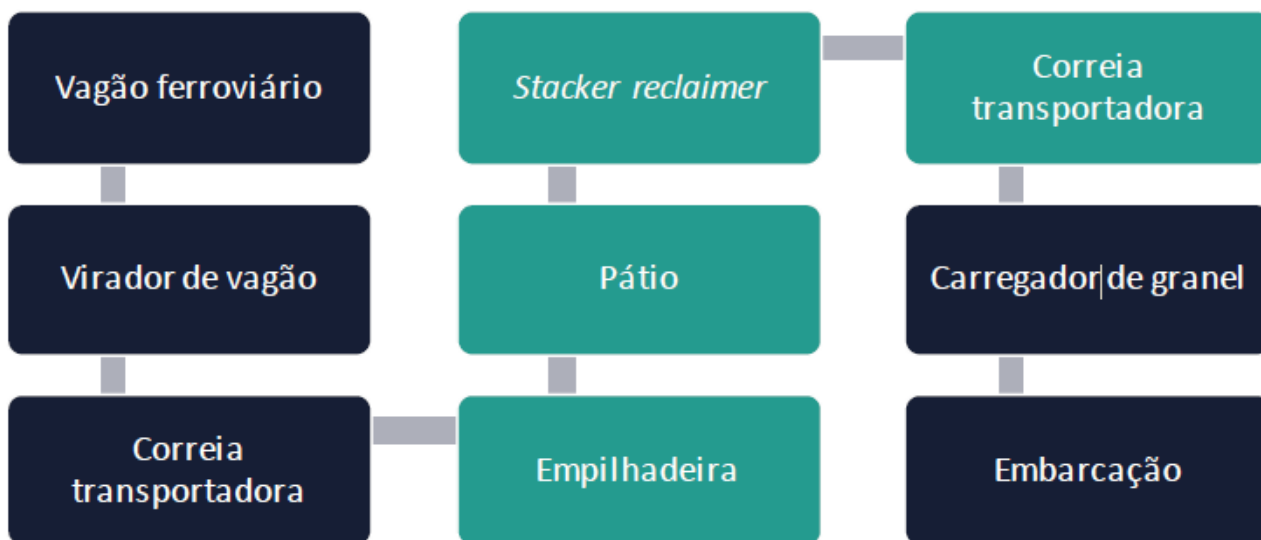 Vagão ferroviário
Virador de vagão
Correia
transportadora
Empilhadeira
Pátio
Stacker reclaimer
Correia
transportadora
Carregador de granel
Embarcação